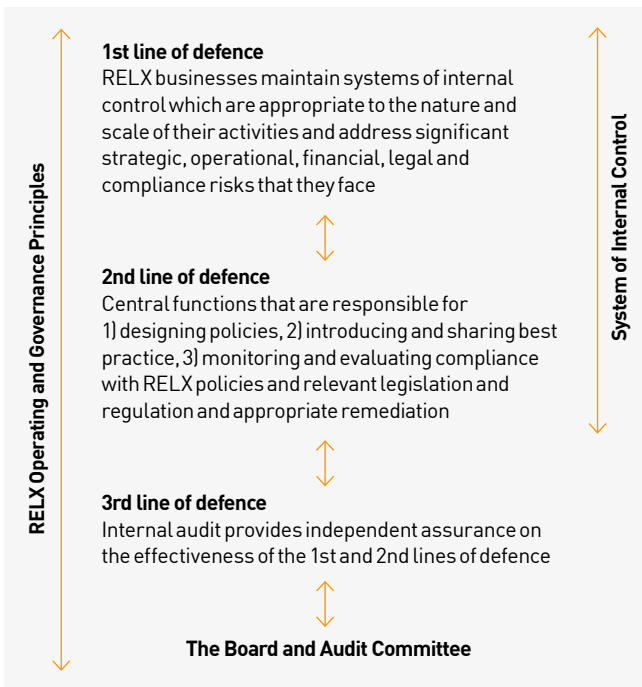 RELX Operating and Governance Principles
1st line of defence
RELX businesses maintain systems of internal
control which are appropriate to the nature and
scale of their activities and address significant
strategic, operational, financial, legal and
compliance risks that they face
2nd line of defence
Central functions that are responsible for
1) designing policies, 2) introducing and sharing best
practice, 3) monitoring and evaluating compliance
with RELX policies and relevant legislation and
regulation and appropriate remediation
3rd line of defence
Internal audit provides independent assurance on
the effectiveness of the 1st and 2nd lines of defence
The Board and Audit Committee
System of Internal Control